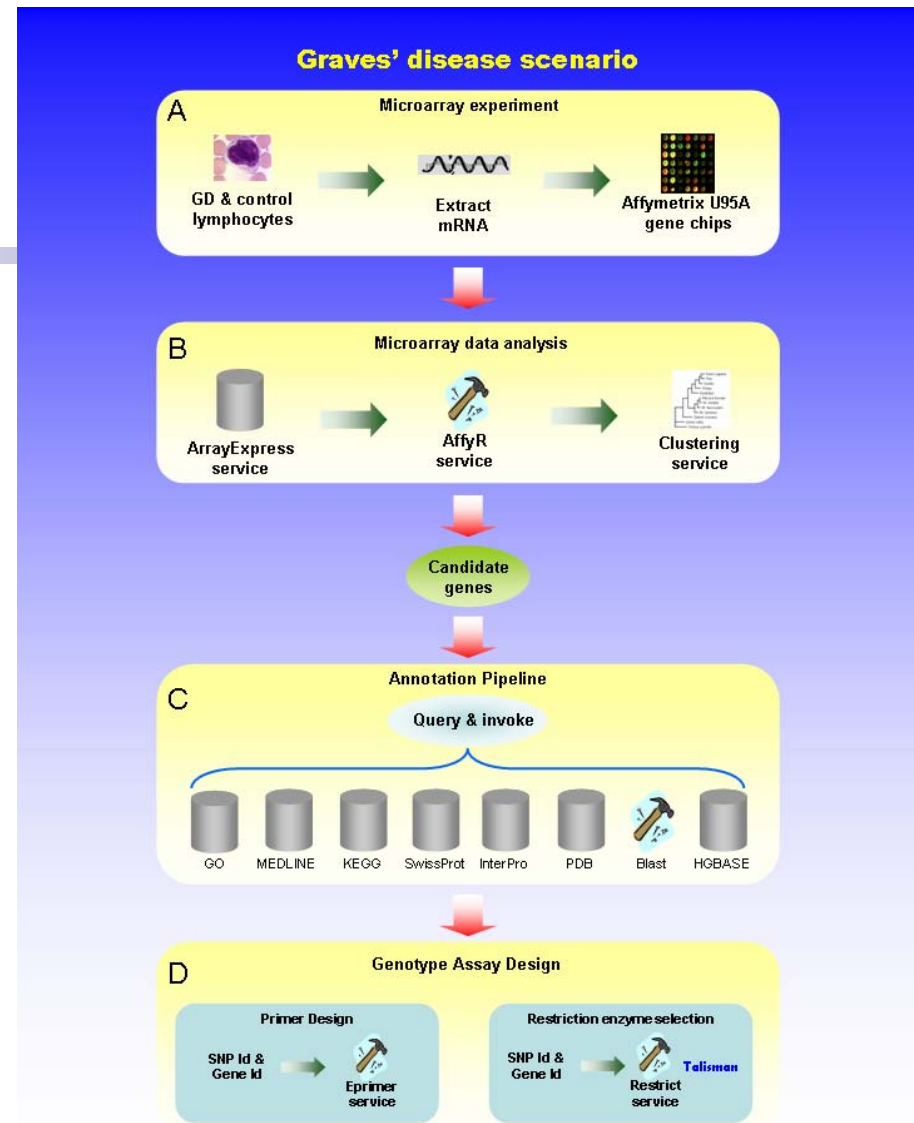 Graves' disease scenario
A
Microarray experiment
GD & control
lymphocytes
Extract
mRNA
Affymetrix U95A
gene chips
B
Microarray data analysis
ArrayExpress
service
AffyR
service
Clustering
service
Candidate
genes
C
Annotation Pipeline
Query & invoke
GO
MEDLINE
KEGG
SwissProt
InterPro
PDB
Blast
HGBASE
D
Genotype Assay Design
Primer Design
SNP Id &
Gene Id
Eprimer
service
Restriction enzyme selection
SNP Id &
Gene Id
Restrict
service
Talisman